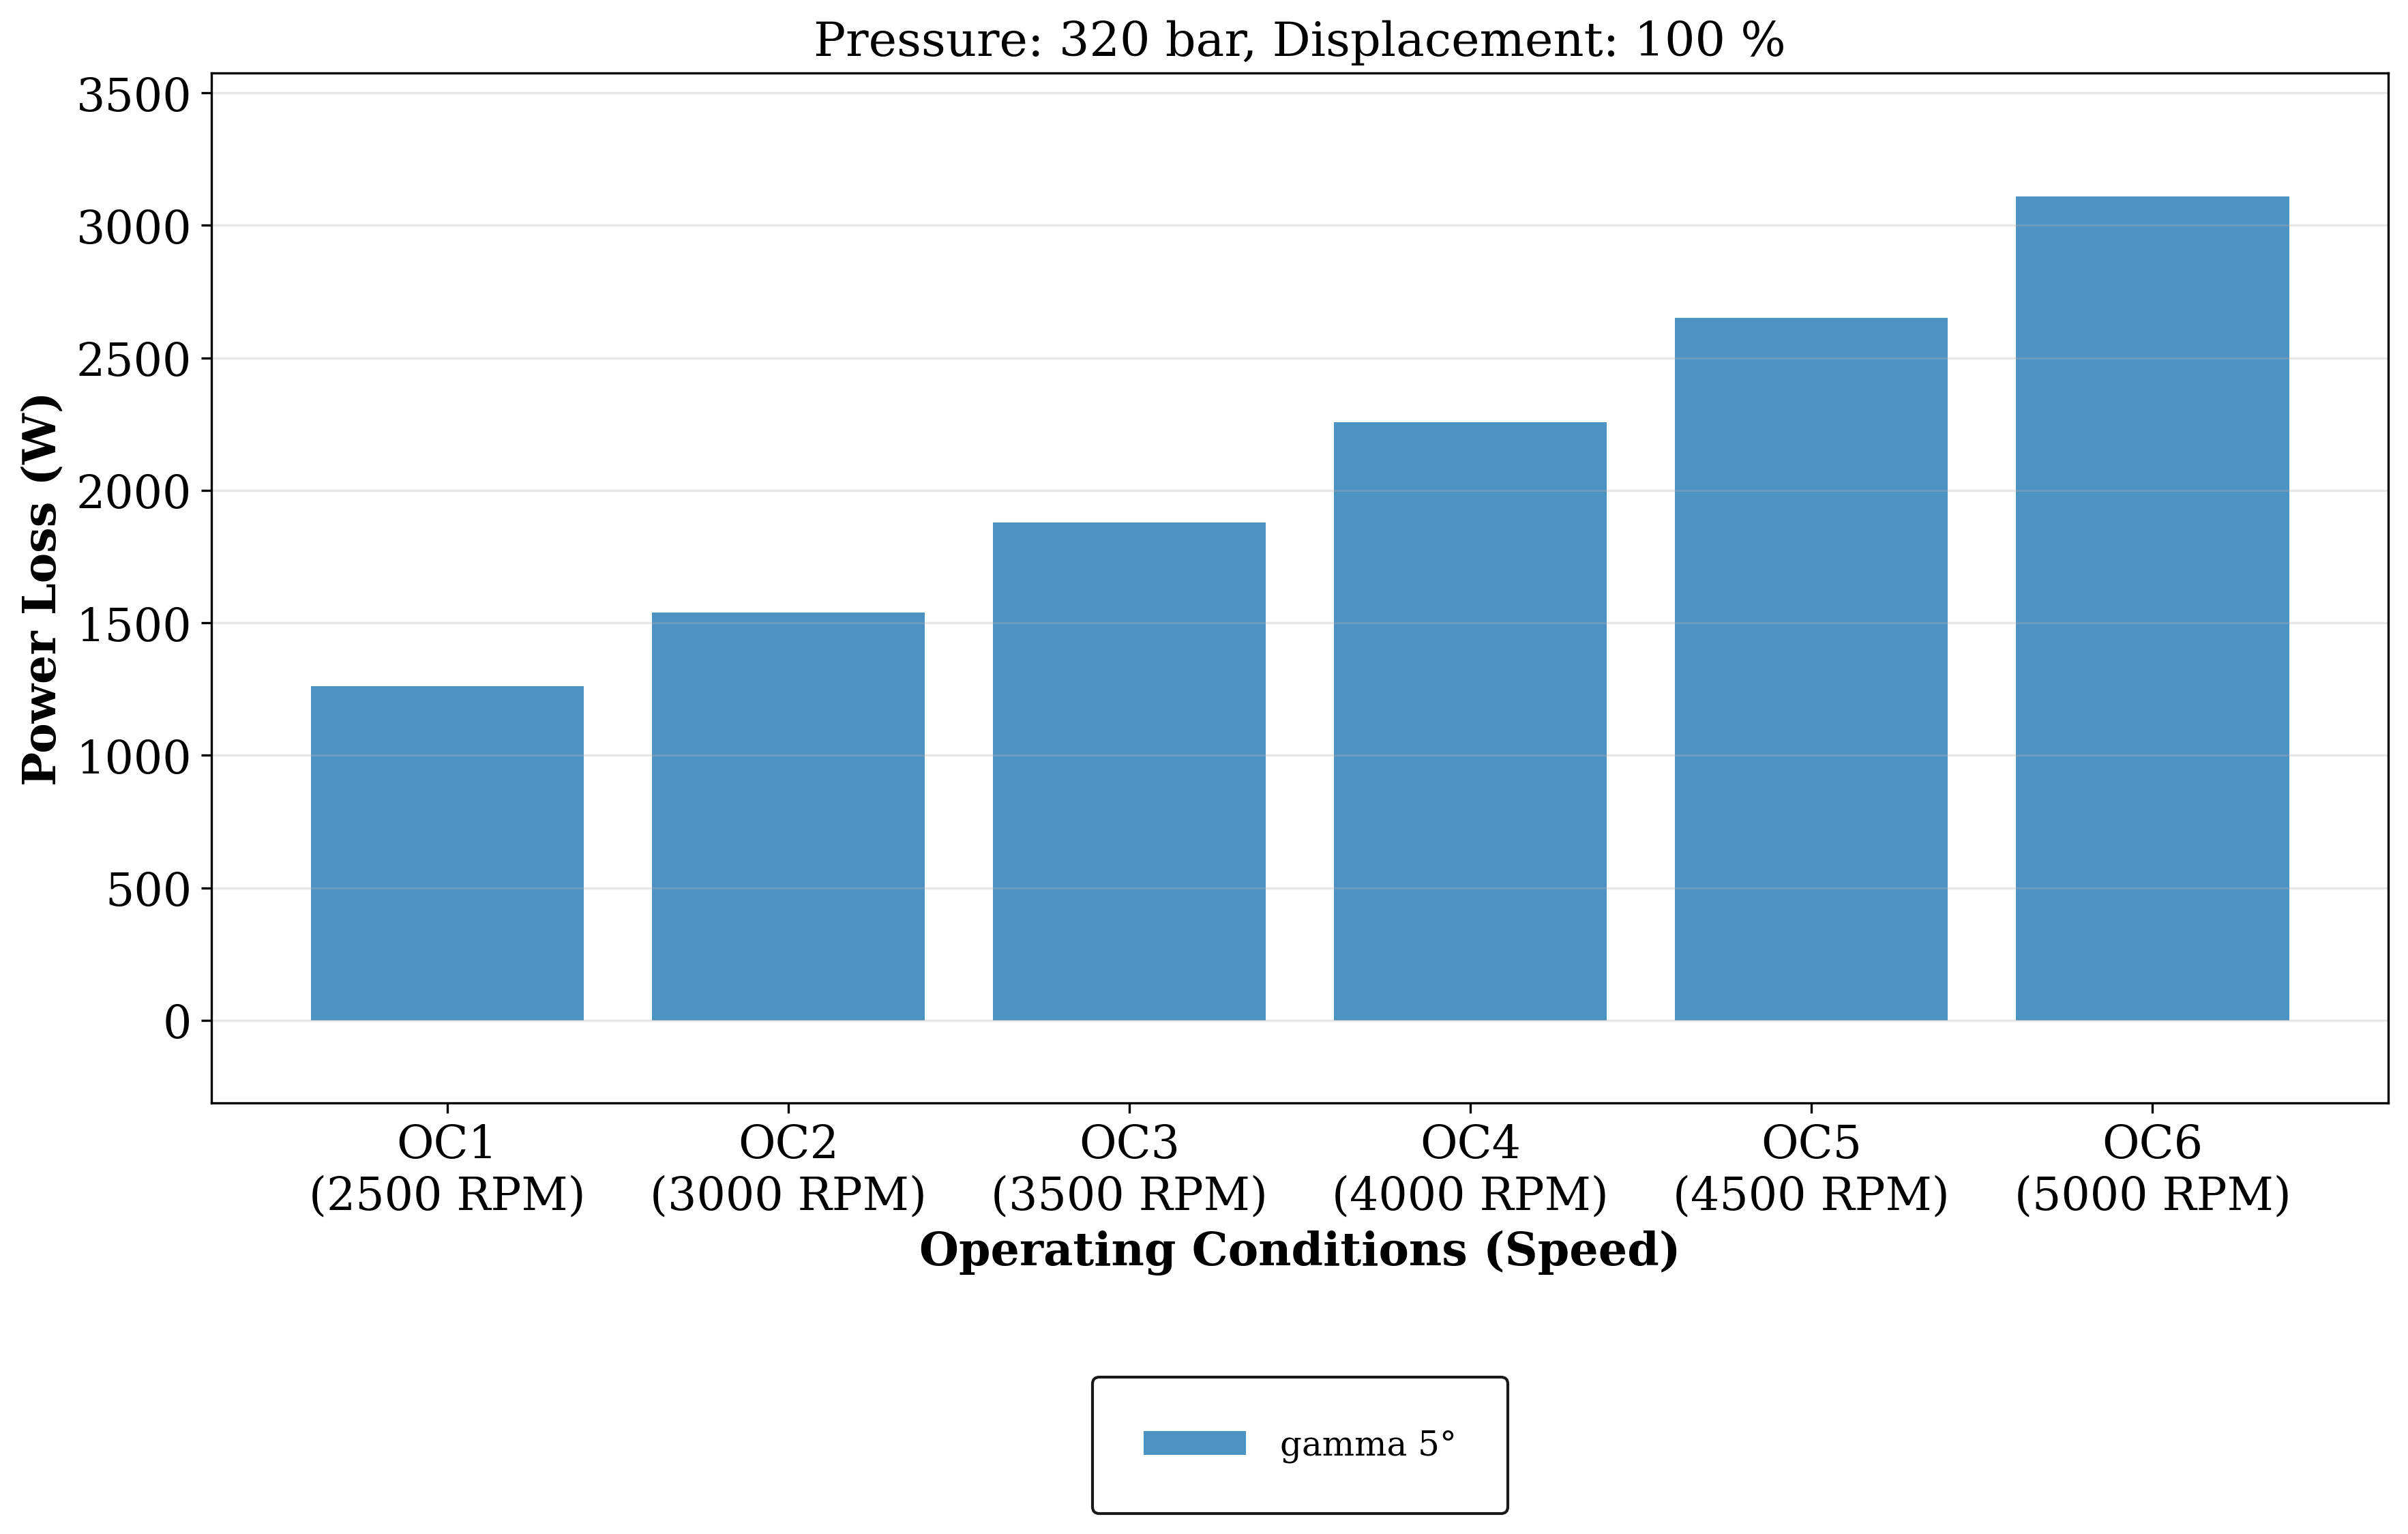 Pressure: 320 bar, Displacement: 100 %
Power Loss (W)
3500
3000
2500
2000
1500
1000
500
0
OC1
(2500 RPM)
OC2
(3000 RPM)
OC3
(3500 RPM)
OC4
(4000 RPM)
OC5
(4500 RPM)
OC6
(5000 RPM)
Operating Conditions (Speed)
gamma 5°